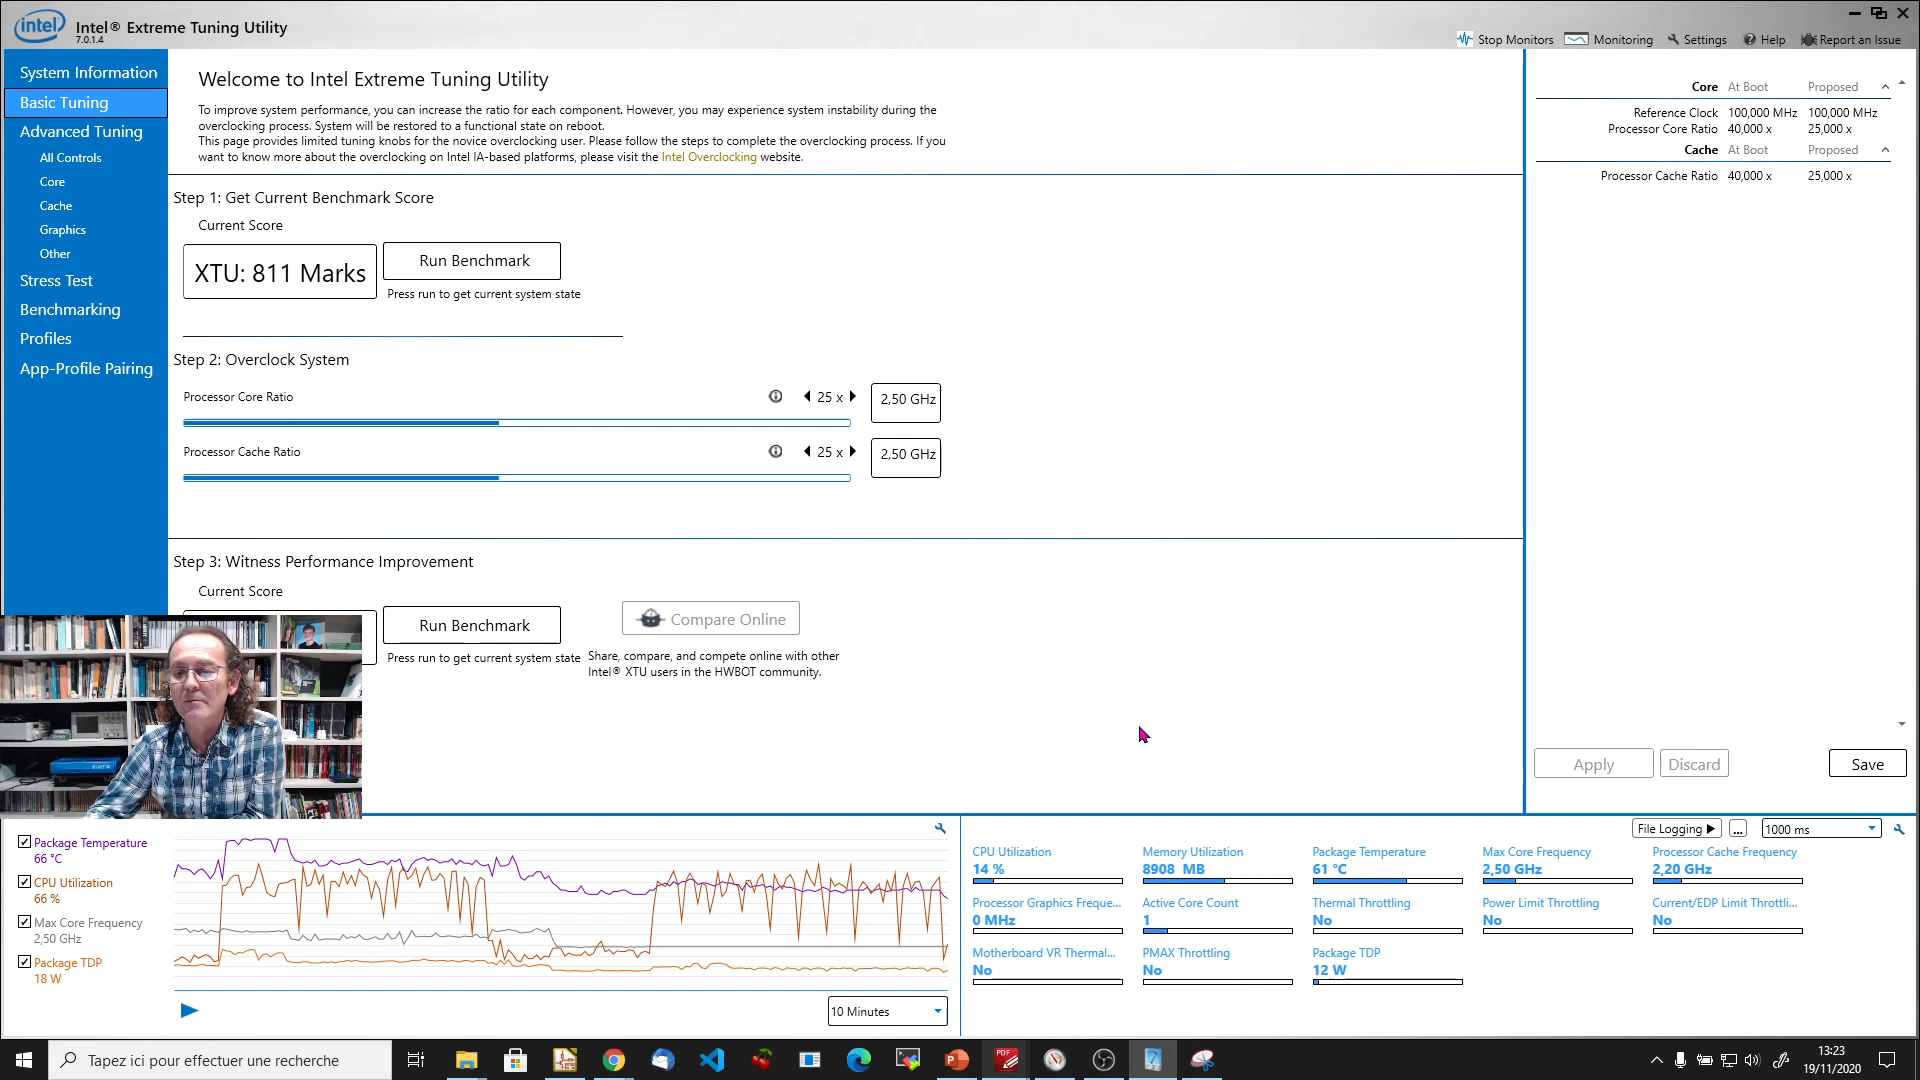 intel
Intel® Extreme Tuning Utility
7.0.1.4
Stop Monitors
Monitoring
Settings
Help
Report an Issue
System Information
Basic Tuning
Advanced Tuning
All Controls
Core
Cache
Graphics
Other
Stress Test
Benchmarking
Profiles
App-Profile Pairing
Welcome to Intel Extreme Tuning Utility
To improve system performance, you can increase the ratio for each component. However, you may experience system instability during the
overclocking process. System will be restored to a functional state on reboot.
This page provides limited tuning knobs for the novice overclocking user. Please follow the steps to complete the overclocking process. If you
want to know more about the overclocking on Intel IA-based platforms, please visit the Intel Overclocking website.
Step 1: Get Current Benchmark Score
Current Score
XTU: 811 Marks
Run Benchmark
Press run to get current system state
Step 2: Overclock System
Processor Core Ratio
25 x
2,50 GHz
Processor Cache Ratio
25 x
2,50 GHz
Step 3: Witness Performance Improvement
Current Score
Run Benchmark
Press run to get current system state
Compare Online
Share, compare, and compete online with other
Intel® XTU users in the HWBOT community.
Core At Boot Proposed
Reference Clock 100,000 MHz 100,000 MHz
Processor Core Ratio 40,000 x 25,000 x
Cache At Boot Proposed
Processor Cache Ratio 40,000 x 25,000 x
Apply
Discard
Save
Package Temperature
66 °C
CPU Utilization
66 %
Max Core Frequency
2,50 GHz
Package TDP
18 W
10 Minutes
File Logging
...
1000 ms
CPU Utilization
14 %
Memory Utilization
8908 MB
Package Temperature
61 °C
Max Core Frequency
2,50 GHz
Processor Cache Frequency
2,20 GHz
Processor Graphics Freque...
0 MHz
Active Core Count
1
Thermal Throttling
No
Power Limit Throttling
No
Current/EDP Limit Throttli...
No
Motherboard VR Thermal...
No
PMAX Throttling
No
Package TDP
12 W
Tapez ici pour effectuer une recherche
PDF
13:23
19/11/2020